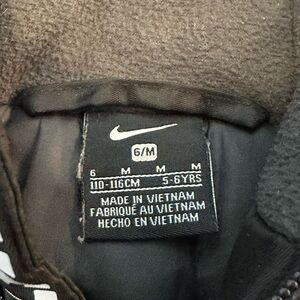 6/M
6 M M M
110-116CM 5-6YRS
MADE IN VIETNAM
FABRIQUÉ AU VIETNAM
HECHO EN VIETNAM